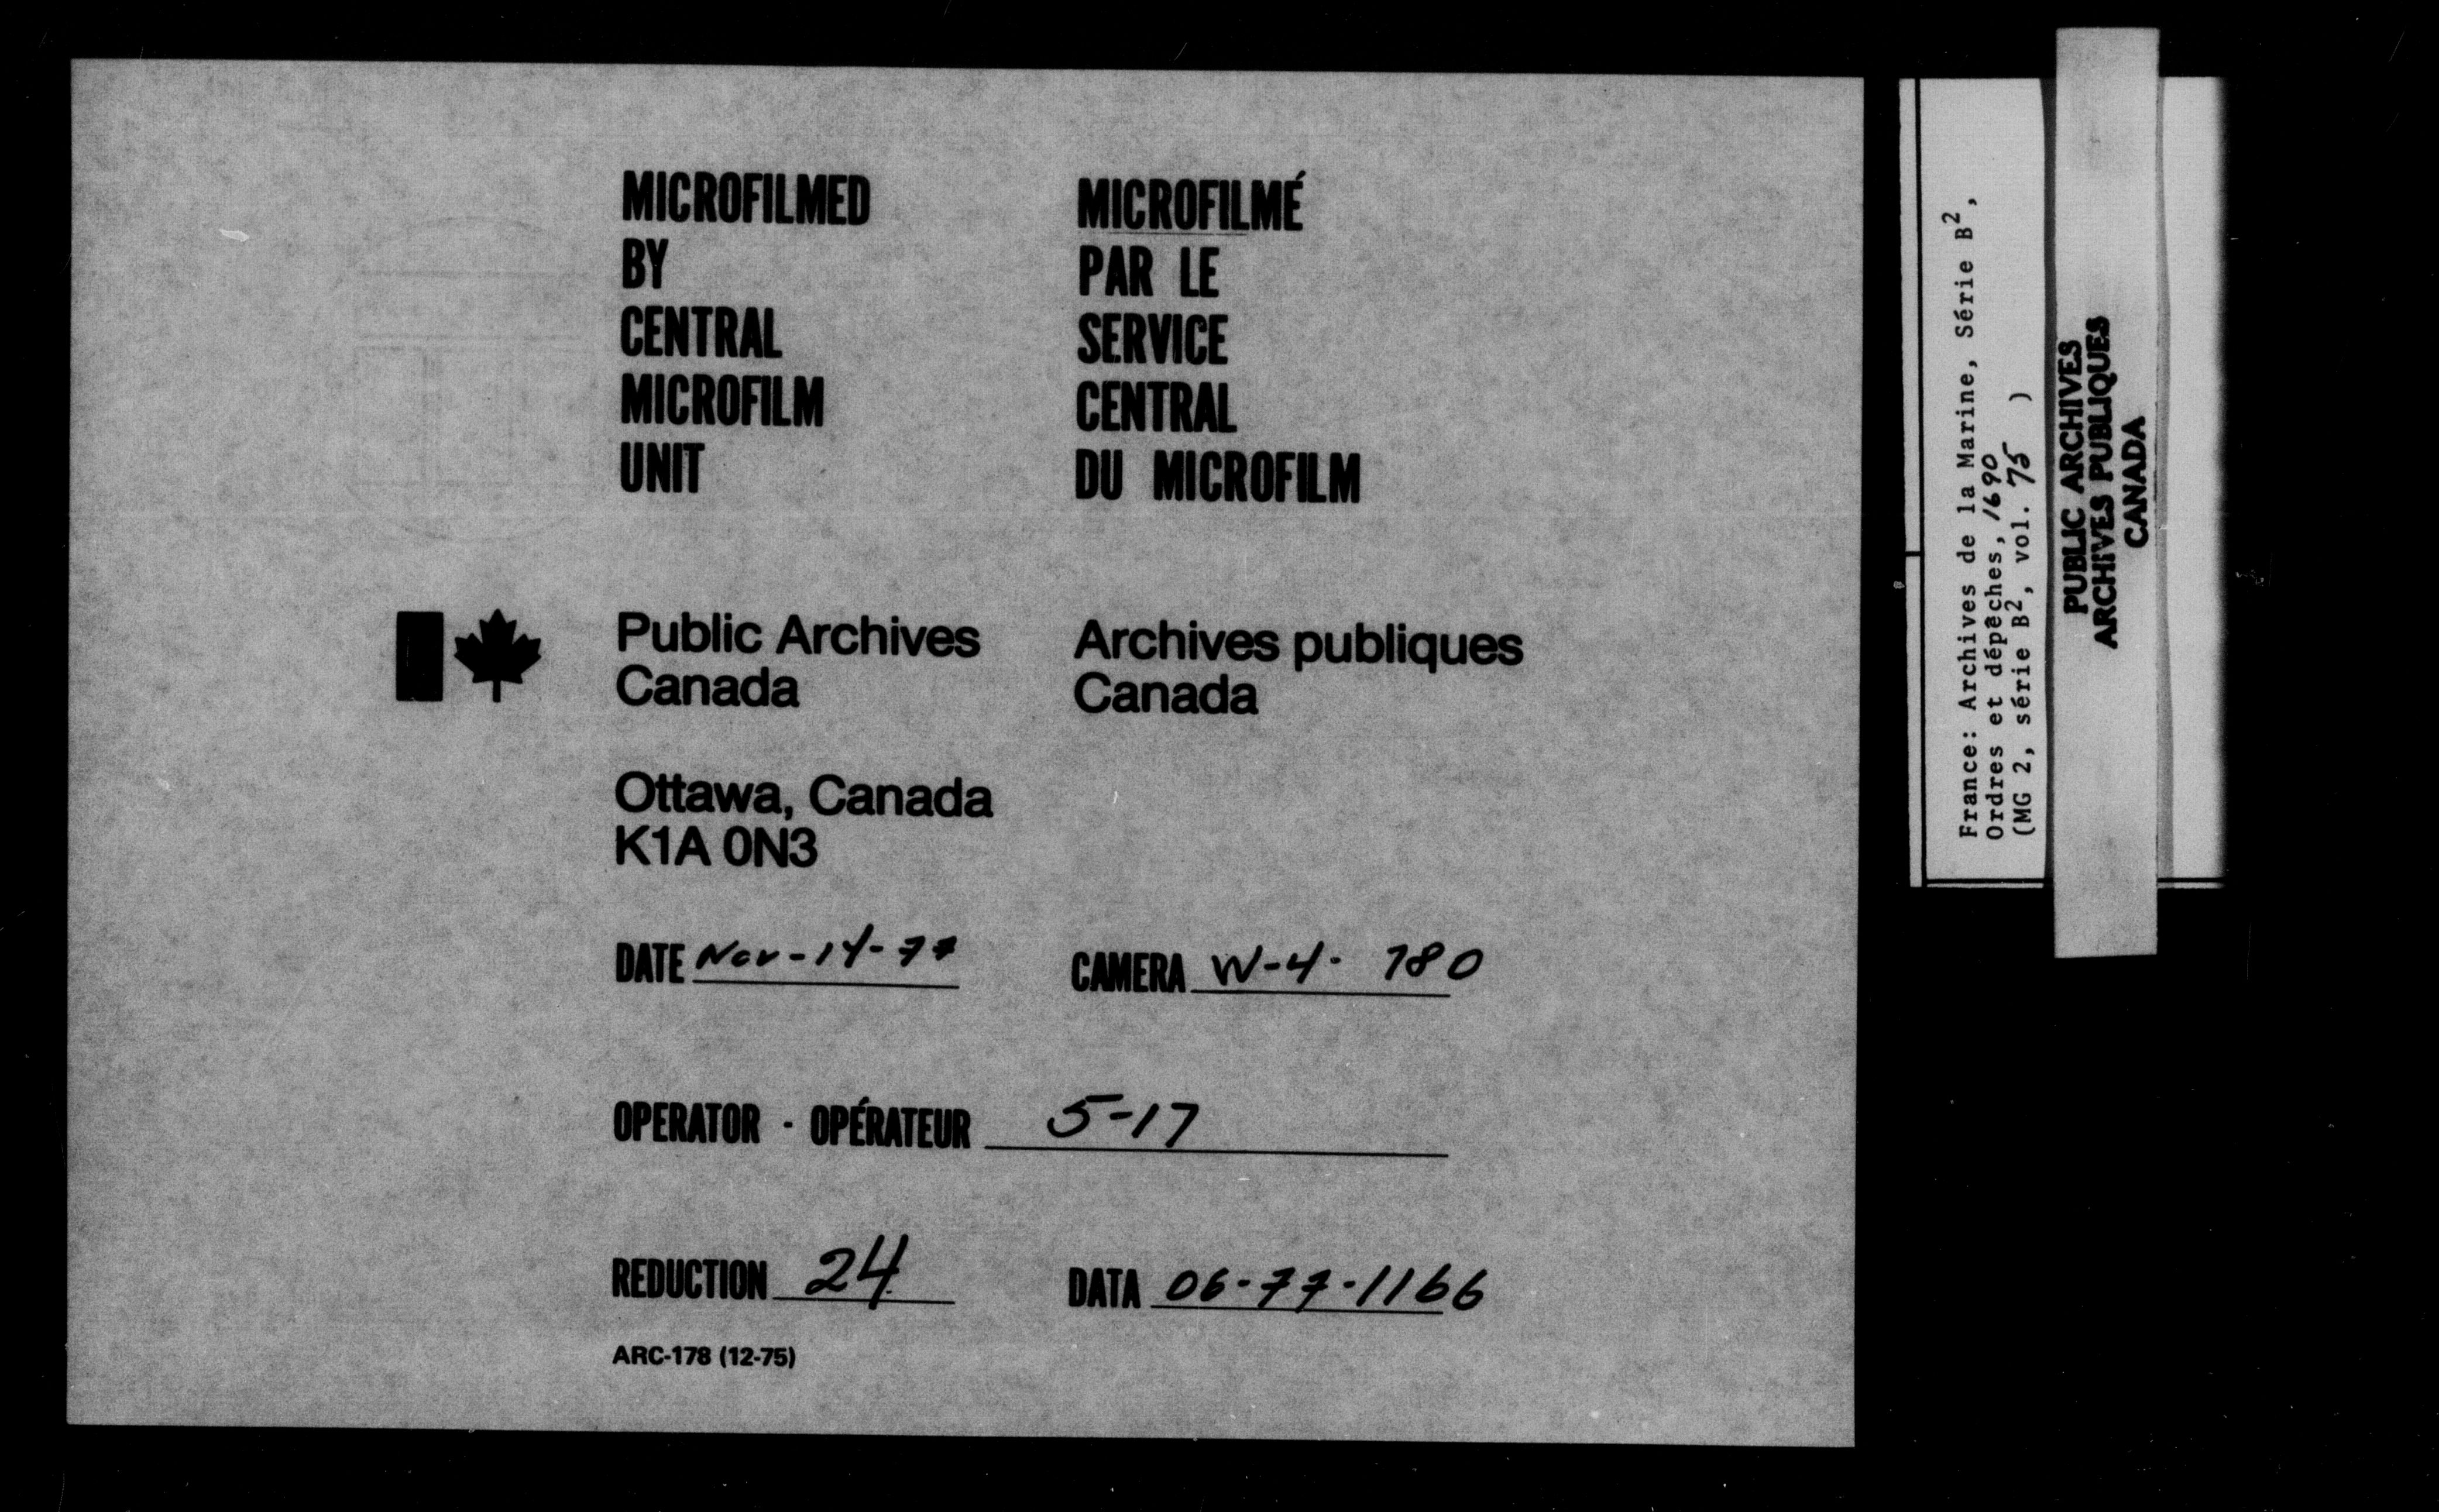 MICROFILMED
BY
CENTRAL
MICROFILM
UNIT
MICROFILMÉ
PAR LE
SERVICE
CENTRAL
DU MICROFILM
Public Archives
Canada
Archives publiques
Canada
Ottawa, Canada
K1A 0N3
DATE Nov-14-77
CAMERA W-4- 780
OPERATOR - OPÉRATEUR 5-17
REDUCTION 24
DATA 06-77-1166
ARC-178 (12-75)
France: Archives de la Marine, Série B²,
Ordres et dépêches, 1690
(MG 2, série B², vol. 75 )
PUBLIC ARCHIVES
ARCHIVES PUBLIQUES
CANADA